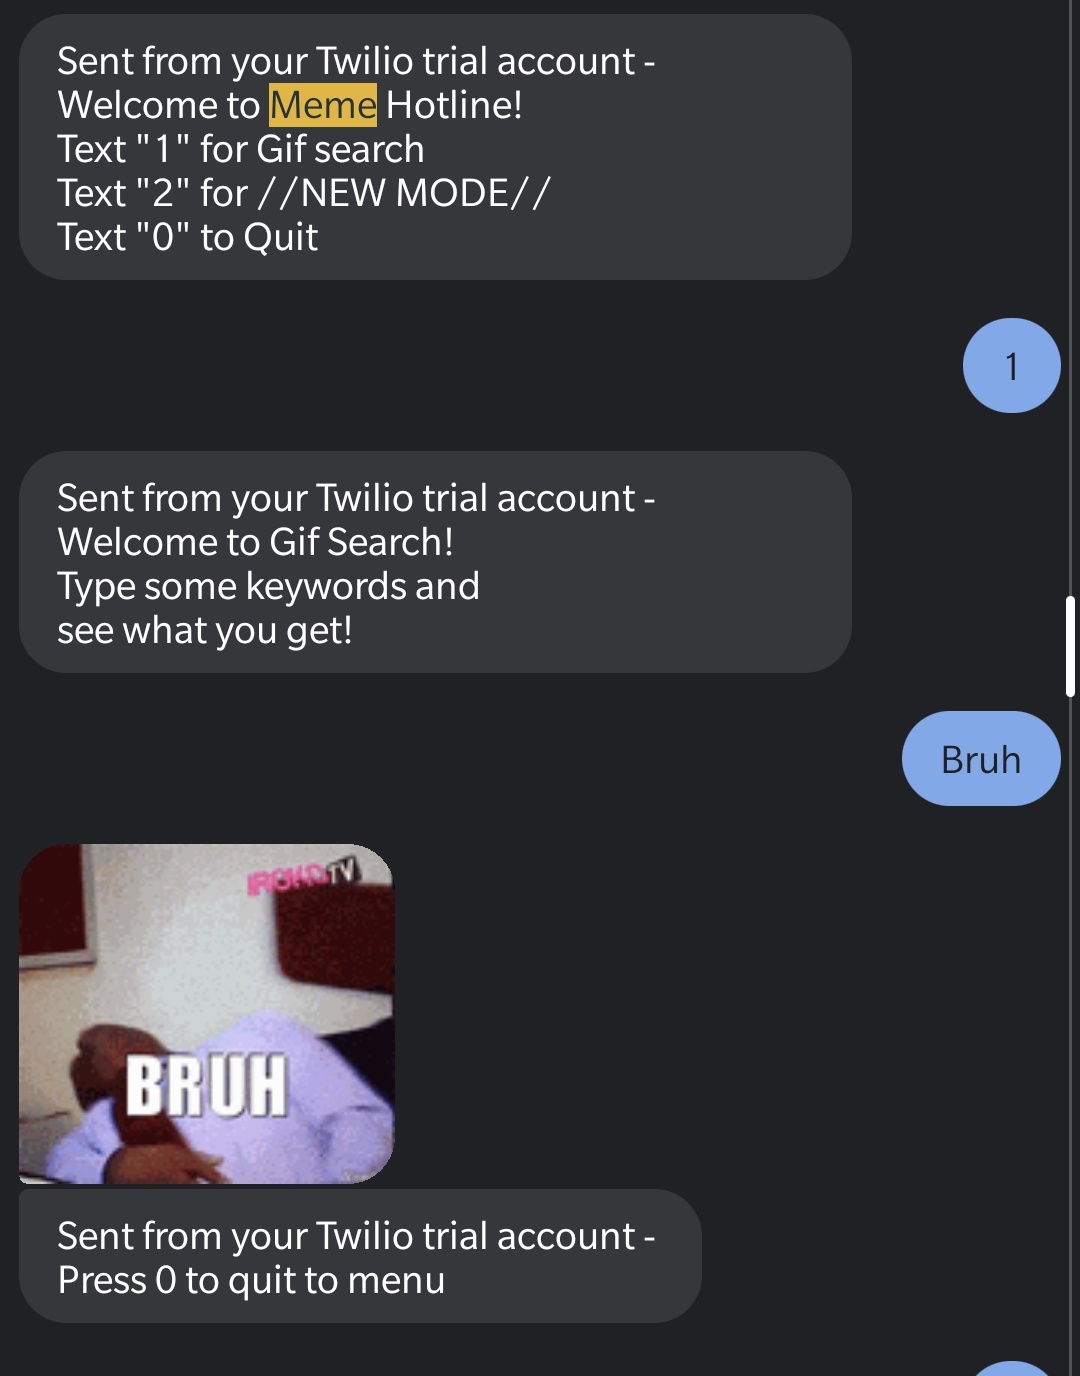 Sent from your Twilio trial account -
Welcome to Meme Hotline!
Text "1" for Gif search
Text "2" for //NEW MODE//
Text "0" to Quit
1
Sent from your Twilio trial account -
Welcome to Gif Search!
Type some keywords and
see what you get!
Bruh
IROKOTV
BRUH
Sent from your Twilio trial account -
Press 0 to quit to menu